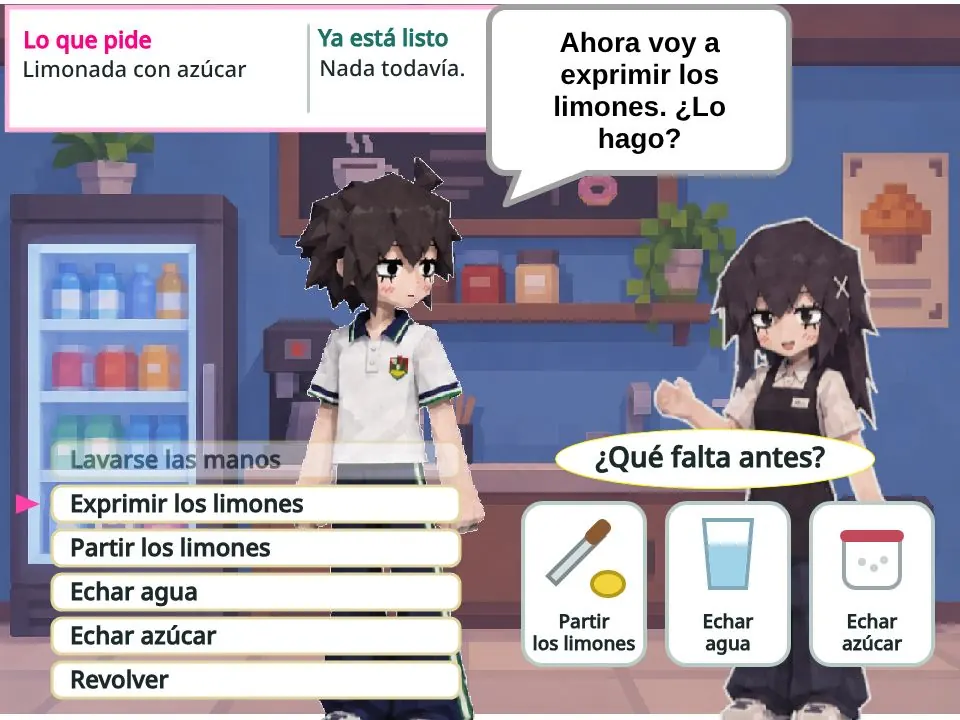 Lo que pide
Limonada con azúcar
Ya está listo
Nada todavía.
Ahora voy a
exprimir los
limones. ¿Lo
hago?
Lavarse las manos
Exprimir los limones
Partir los limones
Echar agua
Echar azúcar
Revolver
¿Qué falta antes?
Partir
los limones
Echar
agua
Echar
azúcar